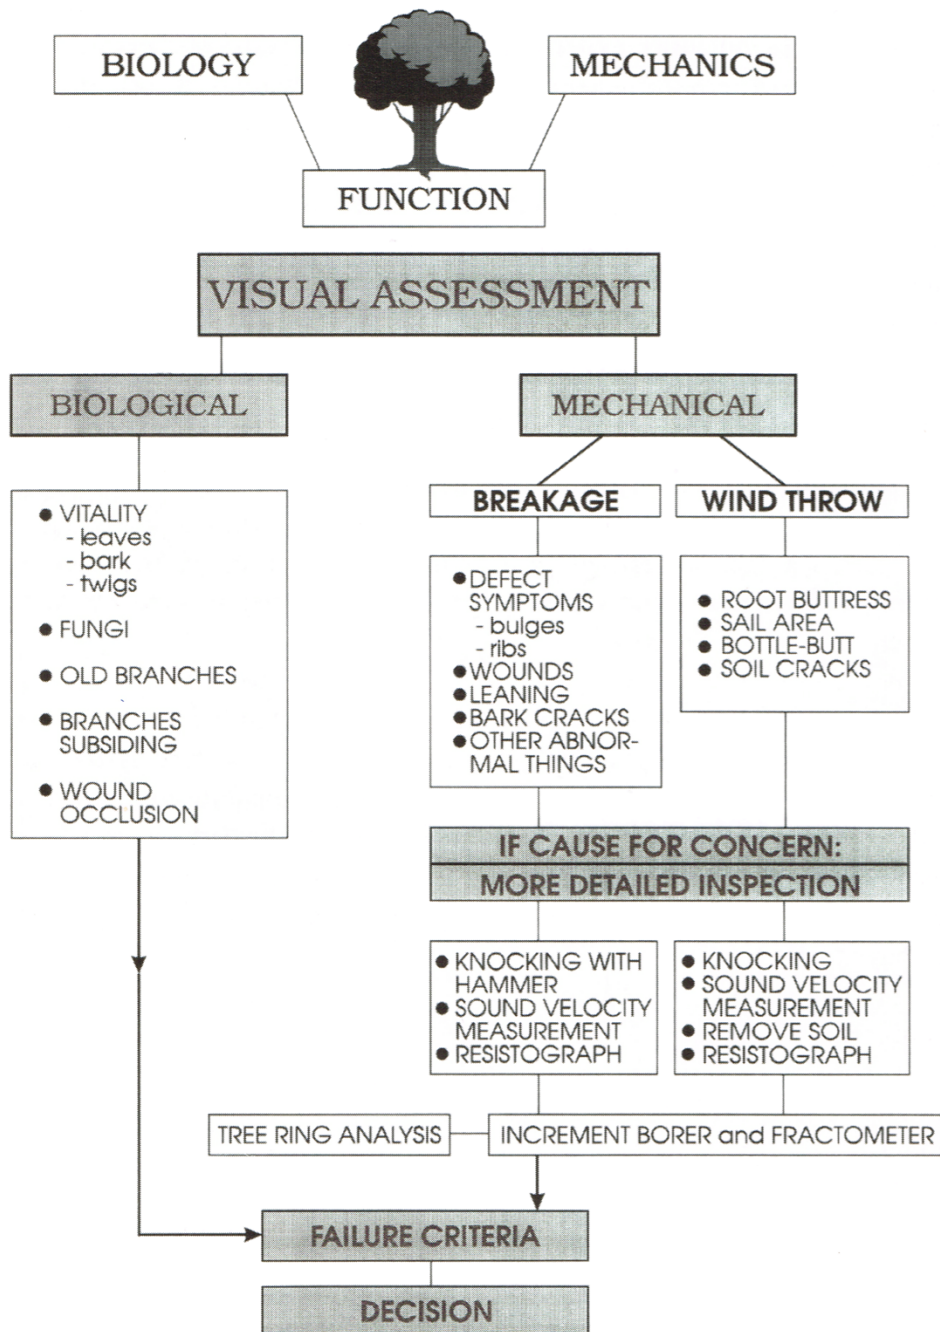 BIOLOGY
MECHANICS
FUNCTION
VISUAL ASSESSMENT
BIOLOGICAL
● VITALITY
- leaves
- bark
- twigs
● FUNGI
● OLD BRANCHES
● BRANCHES
SUBSIDING
● WOUND
OCCLUSION
MECHANICAL
BREAKAGE
● DEFECT
SYMPTOMS
- bulges
- ribs
● WOUNDS
● LEANING
● BARK CRACKS
● OTHER ABNOR-
MAL THINGS
WIND THROW
● ROOT BUTTRESS
● SAIL AREA
● BOTTLE-BUTT
● SOIL CRACKS
IF CAUSE FOR CONCERN:
MORE DETAILED INSPECTION
● KNOCKING WITH
HAMMER
● SOUND VELOCITY
MEASUREMENT
● RESISTOGRAPH
● KNOCKING
● SOUND VELOCITY
MEASUREMENT
● REMOVE SOIL
● RESISTOGRAPH
TREE RING ANALYSIS
INCREMENT BORER and FRACTOMETER
FAILURE CRITERIA
DECISION